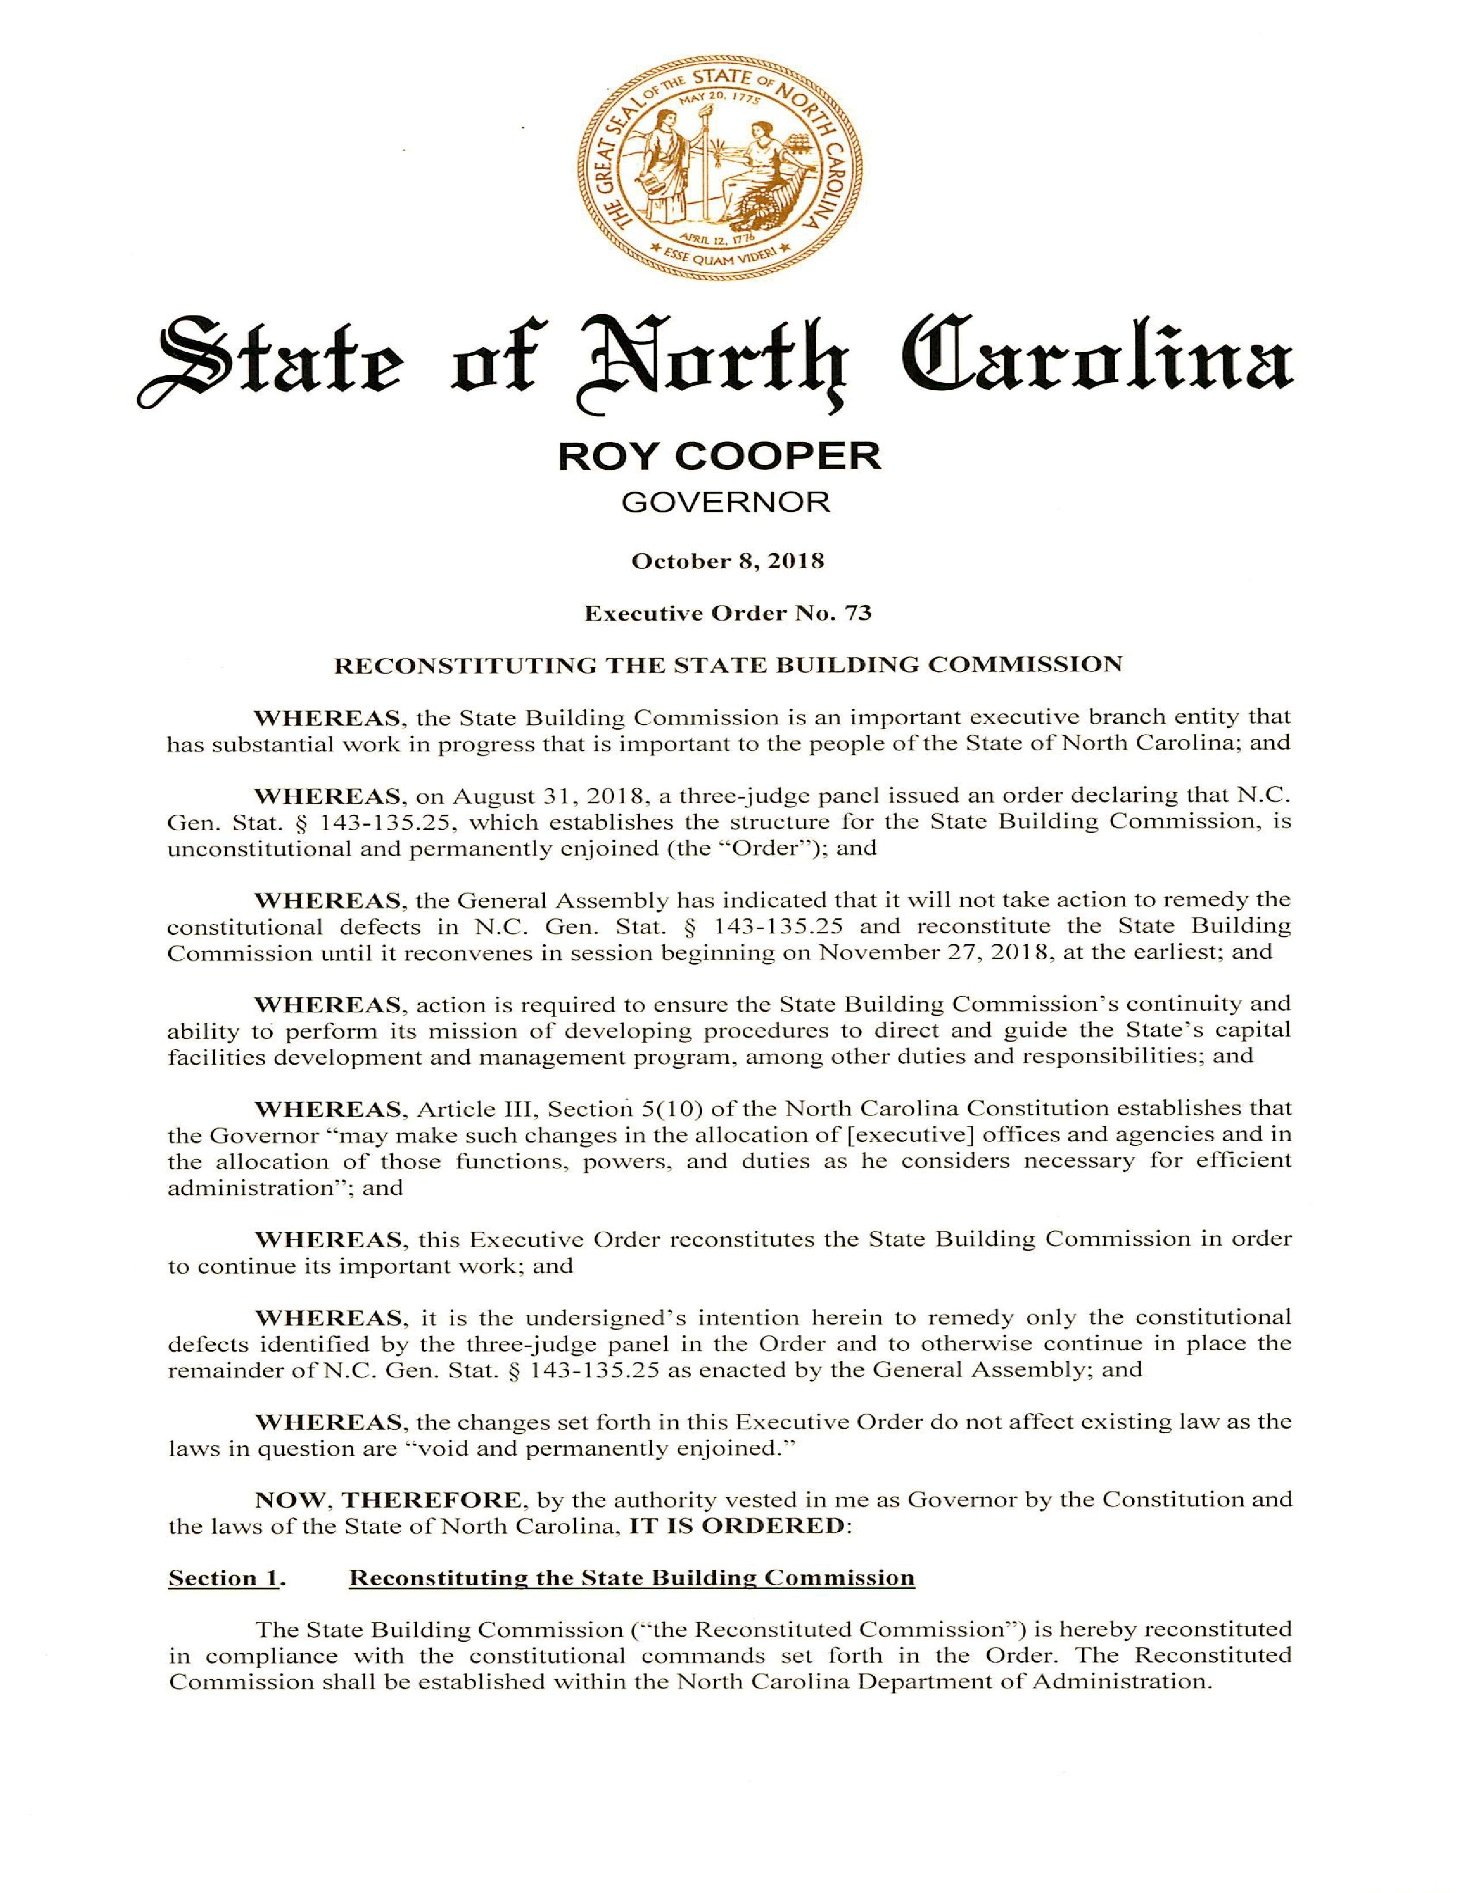 THE GREAT SEAL OF THE STATE OF NORTH CAROLINA
MAY 20, 1775
APRIL 12, 1776
★ ESSE QUAM VIDERI ★
State of North Carolina
ROY COOPER
GOVERNOR
October 8, 2018
Executive Order No. 73
RECONSTITUTING THE STATE BUILDING COMMISSION
WHEREAS, the State Building Commission is an important executive branch entity that
has substantial work in progress that is important to the people of the State of North Carolina; and
WHEREAS, on August 31, 2018, a three-judge panel issued an order declaring that N.C.
Gen. Stat. § 143-135.25, which establishes the structure for the State Building Commission, is
unconstitutional and permanently enjoined (the “Order”); and
WHEREAS, the General Assembly has indicated that it will not take action to remedy the
constitutional defects in N.C. Gen. Stat. § 143-135.25 and reconstitute the State Building
Commission until it reconvenes in session beginning on November 27, 2018, at the earliest; and
WHEREAS, action is required to ensure the State Building Commission’s continuity and
ability to perform its mission of developing procedures to direct and guide the State’s capital
facilities development and management program, among other duties and responsibilities; and
WHEREAS, Article III, Section 5(10) of the North Carolina Constitution establishes that
the Governor “may make such changes in the allocation of [executive] offices and agencies and in
the allocation of those functions, powers, and duties as he considers necessary for efficient
administration”; and
WHEREAS, this Executive Order reconstitutes the State Building Commission in order
to continue its important work; and
WHEREAS, it is the undersigned’s intention herein to remedy only the constitutional
defects identified by the three-judge panel in the Order and to otherwise continue in place the
remainder of N.C. Gen. Stat. § 143-135.25 as enacted by the General Assembly; and
WHEREAS, the changes set forth in this Executive Order do not affect existing law as the
laws in question are “void and permanently enjoined.”
NOW, THEREFORE, by the authority vested in me as Governor by the Constitution and
the laws of the State of North Carolina, IT IS ORDERED:
Section 1. Reconstituting the State Building Commission
The State Building Commission (“the Reconstituted Commission”) is hereby reconstituted
in compliance with the constitutional commands set forth in the Order. The Reconstituted
Commission shall be established within the North Carolina Department of Administration.